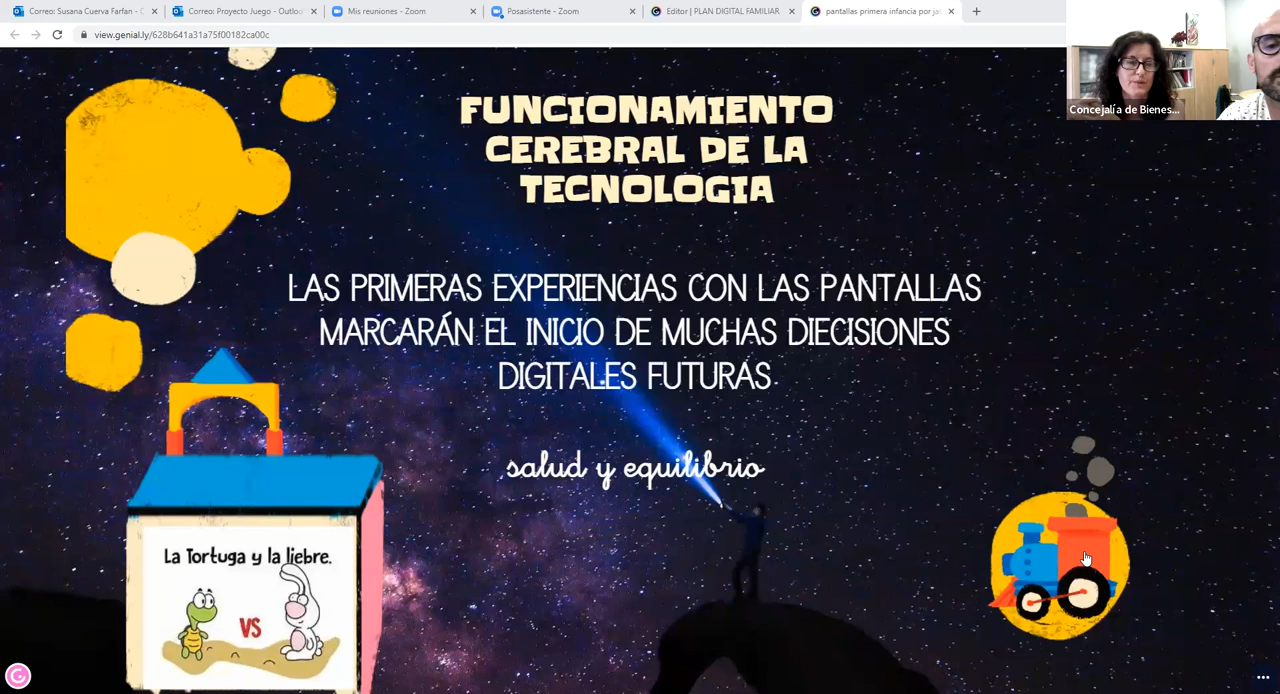 Correo: Susana Cuerva Farfan - C
Correo: Proyecto Juego - Outloo
Mis reuniones - Zoom
Posasistente - Zoom
Editor | PLAN DIGITAL FAMILIAR
pantallas primera infancia por ja
view.genial.ly/628b641a31a75f00182ca00c
Concejalía de Bienes...
FUNCIONAMIENTO
CEREBRAL DE LA
TECNOLOGIA
LAS PRIMERAS EXPERIENCIAS CON LAS PANTALLAS
MARCARÁN EL INICIO DE MUCHAS DIECISIONES
DIGITALES FUTURAS
salud y equilibrio
La Tortuga y la liebre.
VS